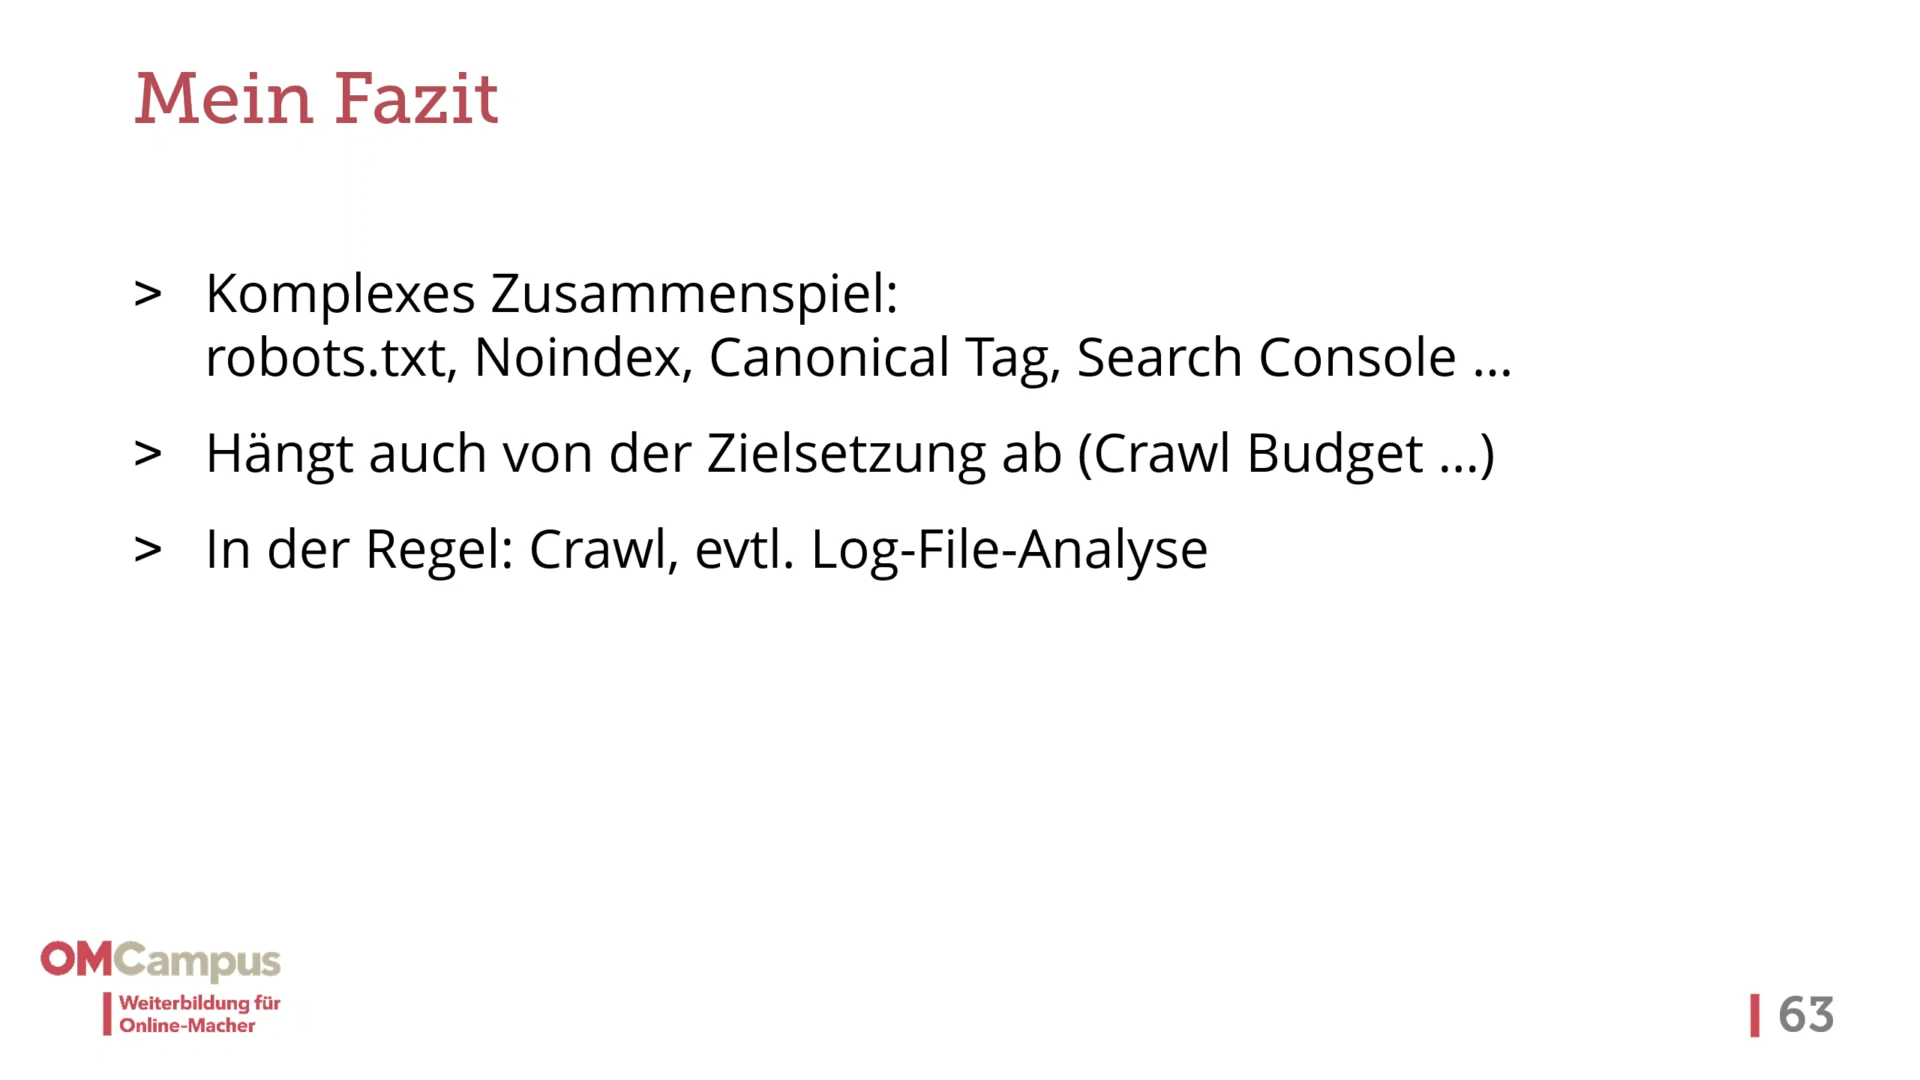 Mein Fazit
> Komplexes Zusammenspiel:
robots.txt, Noindex, Canonical Tag, Search Console ...
> Hängt auch von der Zielsetzung ab (Crawl Budget ...)
> In der Regel: Crawl, evtl. Log-File-Analyse
OMCampus
Weiterbildung für
Online-Macher
63